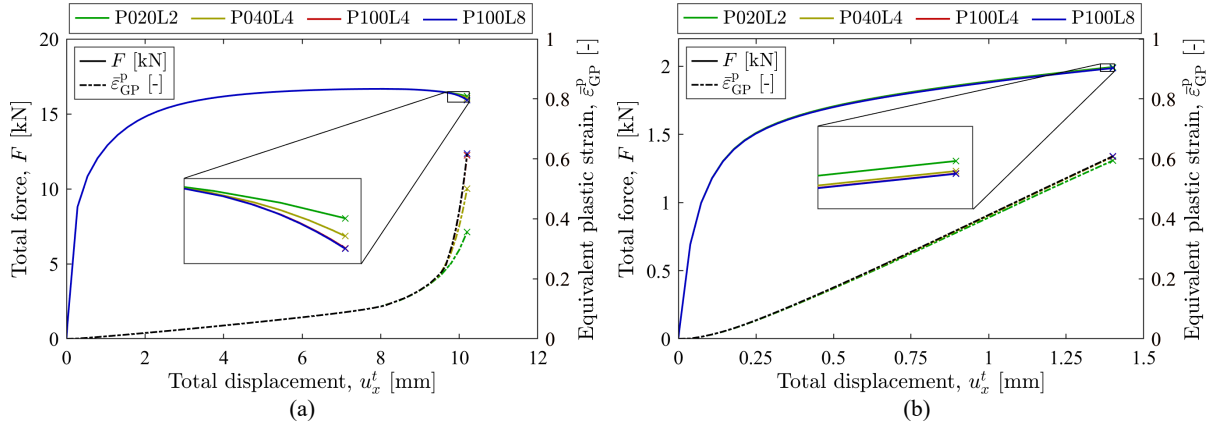 P020L2 P040L4 P100L4 P100L8
F [kN]
ε̄ᵖGP [-]
Total force, F [kN]
20
15
10
5
0
Equivalent plastic strain, ε̄ᵖGP [-]
1
0.8
0.6
0.4
0.2
0
0 2 4 6 8 10 12
Total displacement, uᵗₓ [mm]
(a)
P020L2 P040L4 P100L4 P100L8
F [kN]
ε̄ᵖGP [-]
Total force, F [kN]
2
1.5
1
0.5
0
Equivalent plastic strain, ε̄ᵖGP [-]
1
0.8
0.6
0.4
0.2
0
0 0.25 0.5 0.75 1 1.25 1.5
Total displacement, uᵗₓ [mm]
(b)